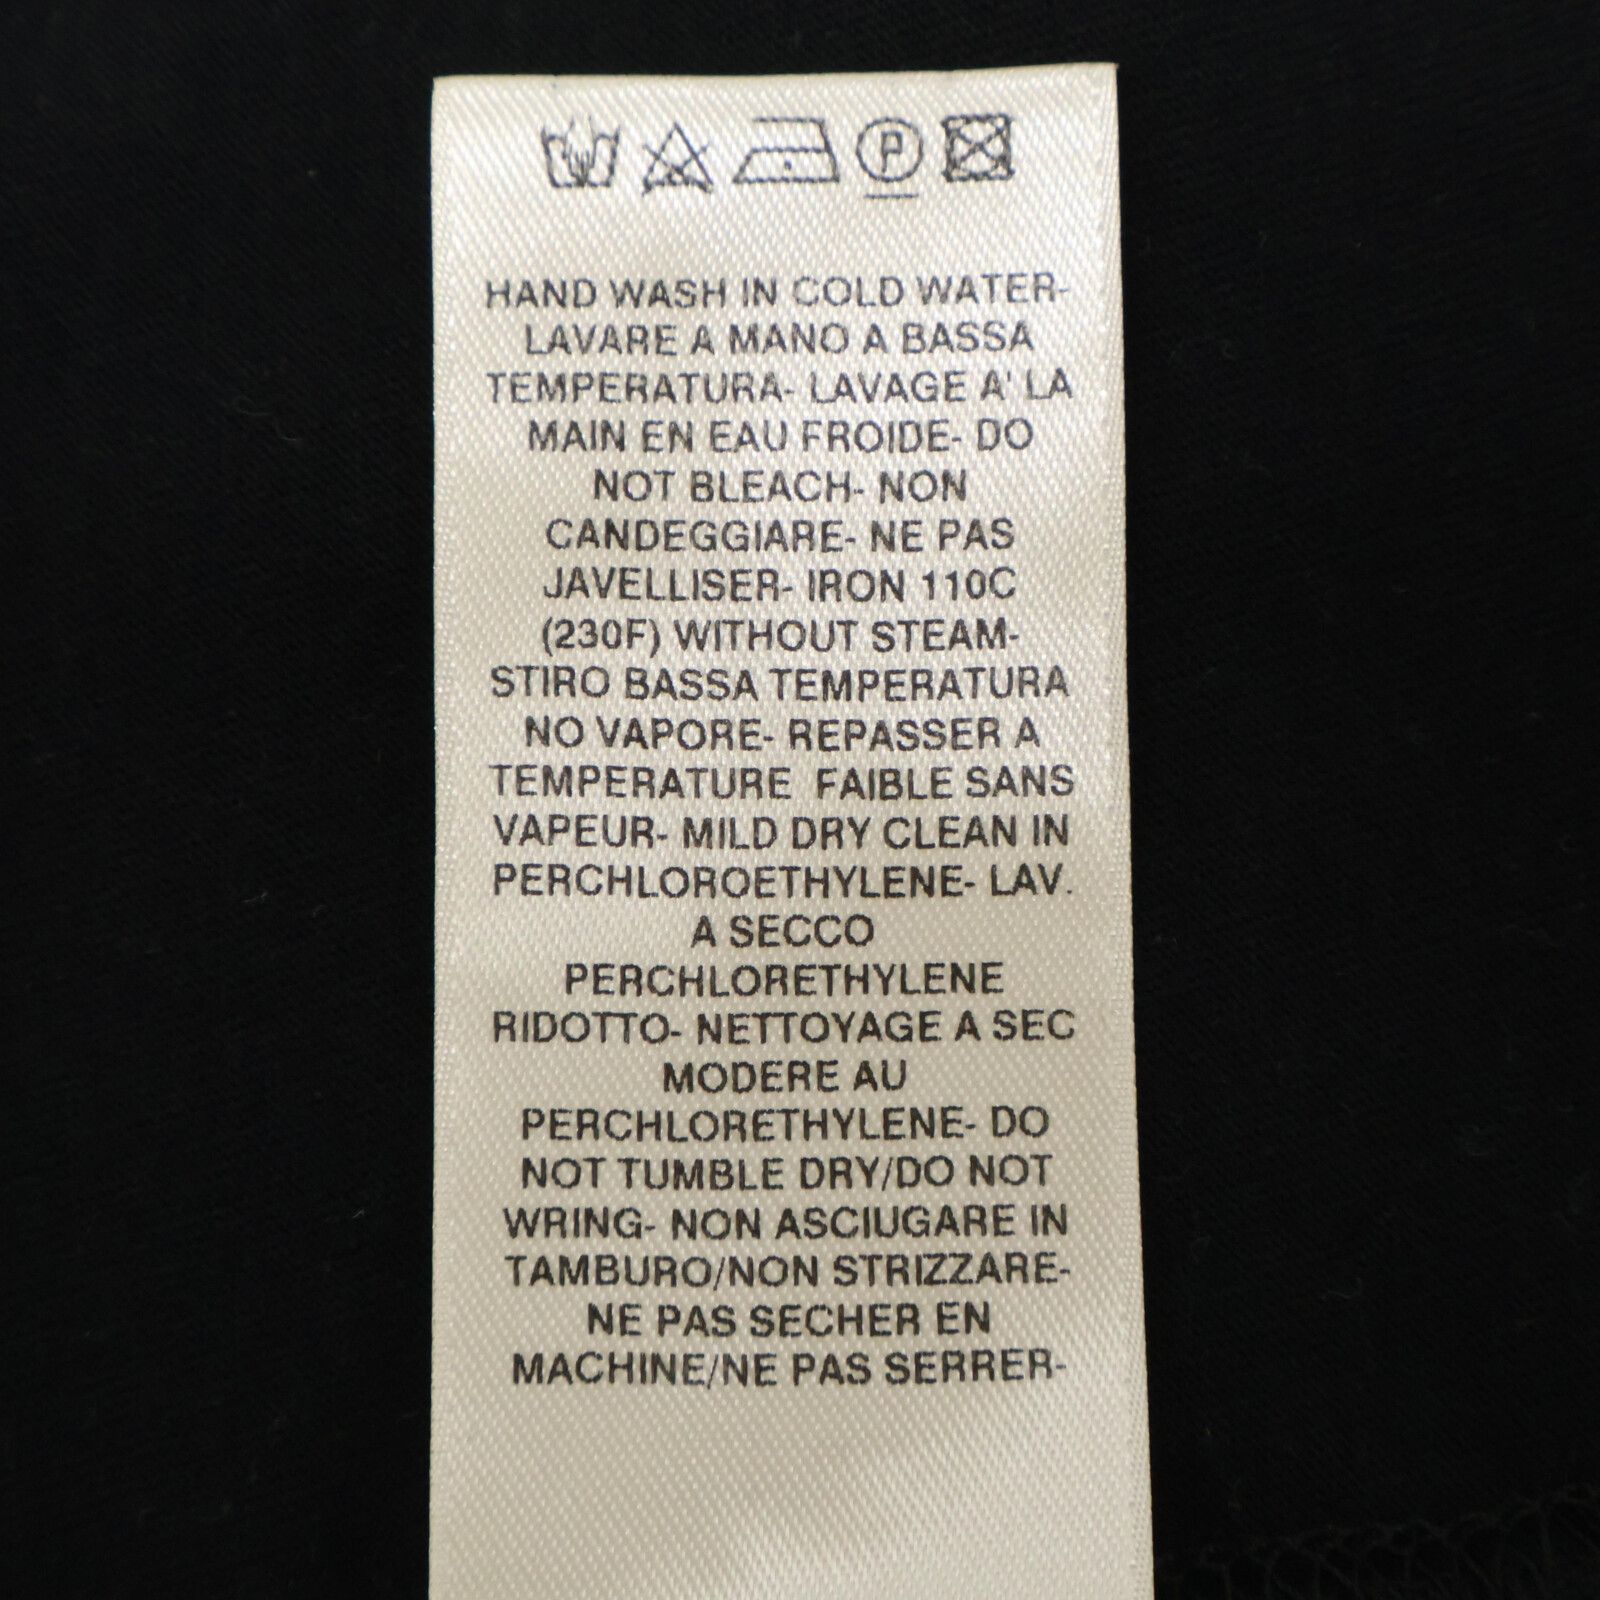 P
HAND WASH IN COLD WATER-
LAVARE A MANO A BASSA
TEMPERATURA- LAVAGE A' LA
MAIN EN EAU FROIDE- DO
NOT BLEACH- NON
CANDEGGIARE- NE PAS
JAVELLISER- IRON 110C
(230F) WITHOUT STEAM-
STIRO BASSA TEMPERATURA
NO VAPORE- REPASSER A
TEMPERATURE FAIBLE SANS
VAPEUR- MILD DRY CLEAN IN
PERCHLOROETHYLENE- LAV.
A SECCO
PERCHLORETHYLENE
RIDOTTO- NETTOYAGE A SEC
MODERE AU
PERCHLORETHYLENE- DO
NOT TUMBLE DRY/DO NOT
WRING- NON ASCIUGARE IN
TAMBURO/NON STRIZZARE-
NE PAS SECHER EN
MACHINE/NE PAS SERRER-